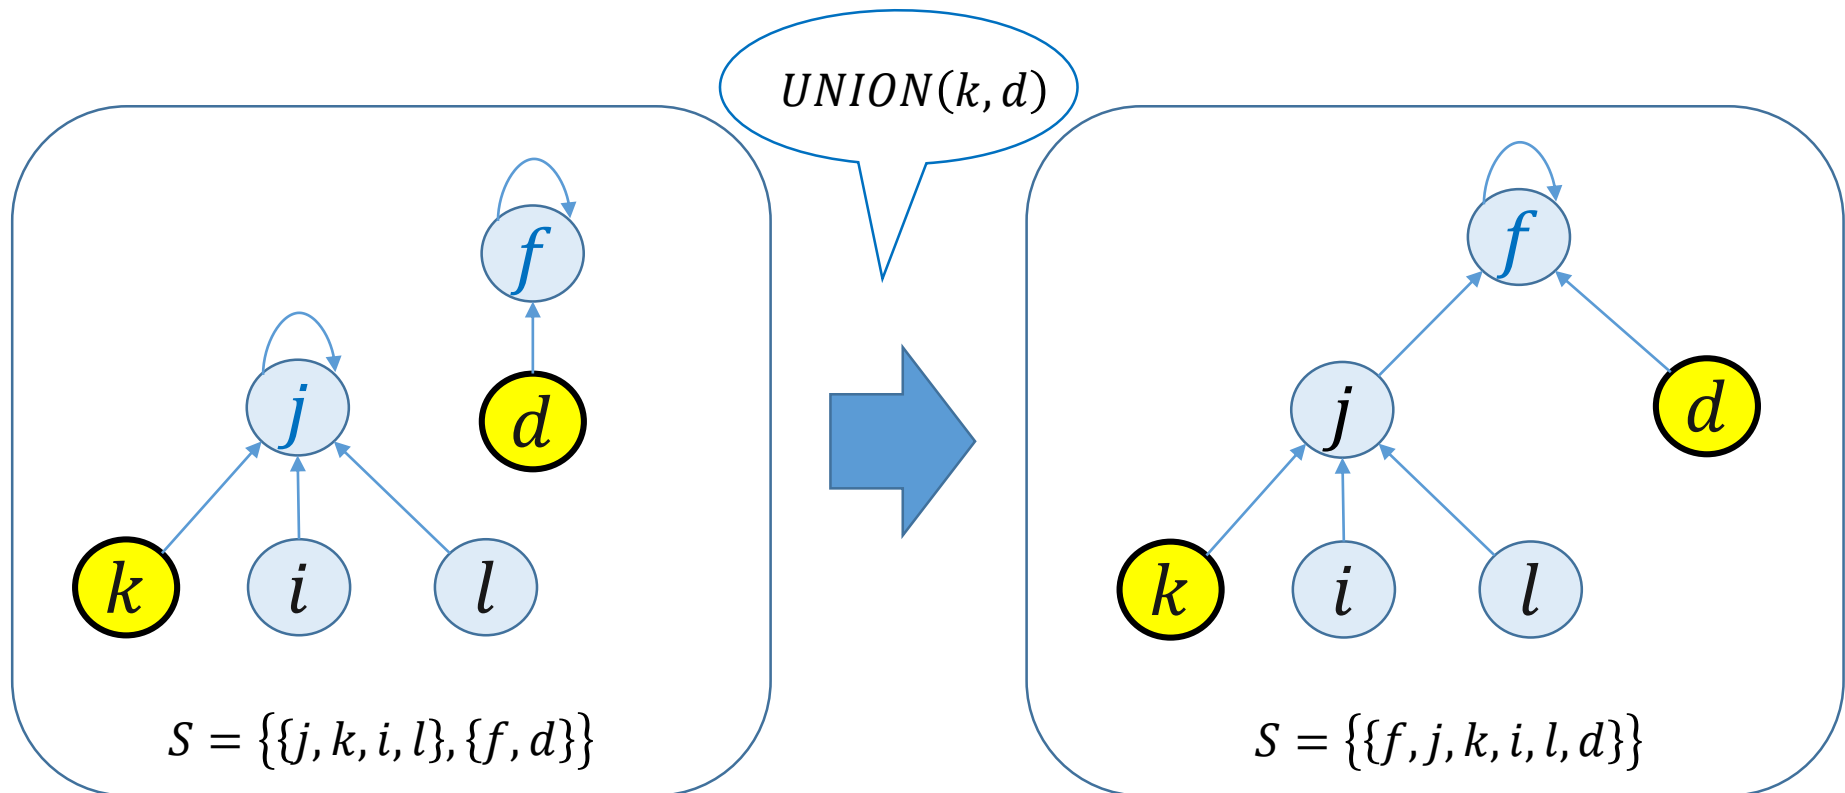 UNION(k, d)
f
j
d
k i l
S = {{j, k, i, l}, {f, d}}
f
j
d
k i l
S = {{f, j, k, i, l, d}}